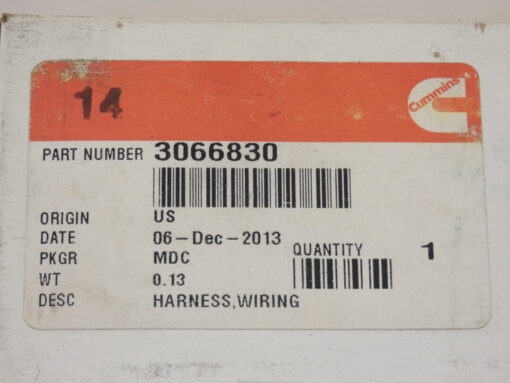 14
Cummins
PART NUMBER 3066830
ORIGIN US
DATE 06-Dec-2013
PKGR MDC
QUANTITY 1
WT 0.13
DESC HARNESS,WIRING